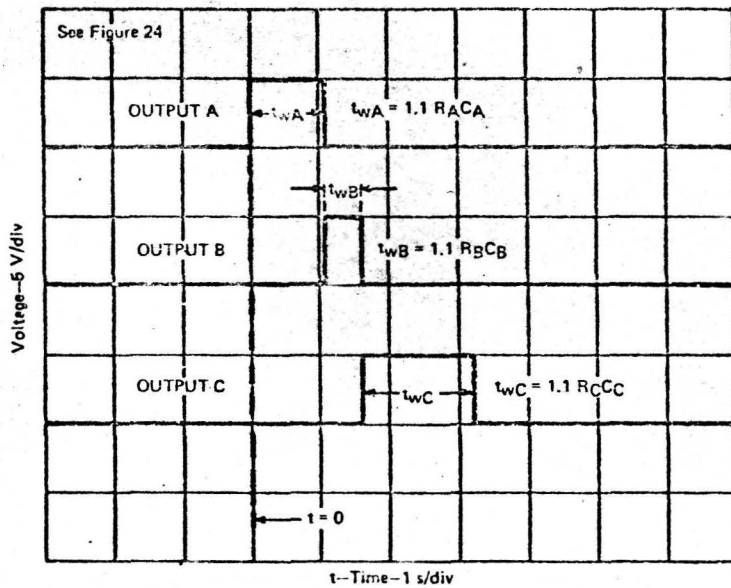 See Figure 24
OUTPUT A
twA
twA = 1.1 RACA
twB
OUTPUT B
twB = 1.1 RBCB
OUTPUT C
twC
twC = 1.1 RCCC
t = 0
Voltage--5 V/div
t--Time--1 s/div